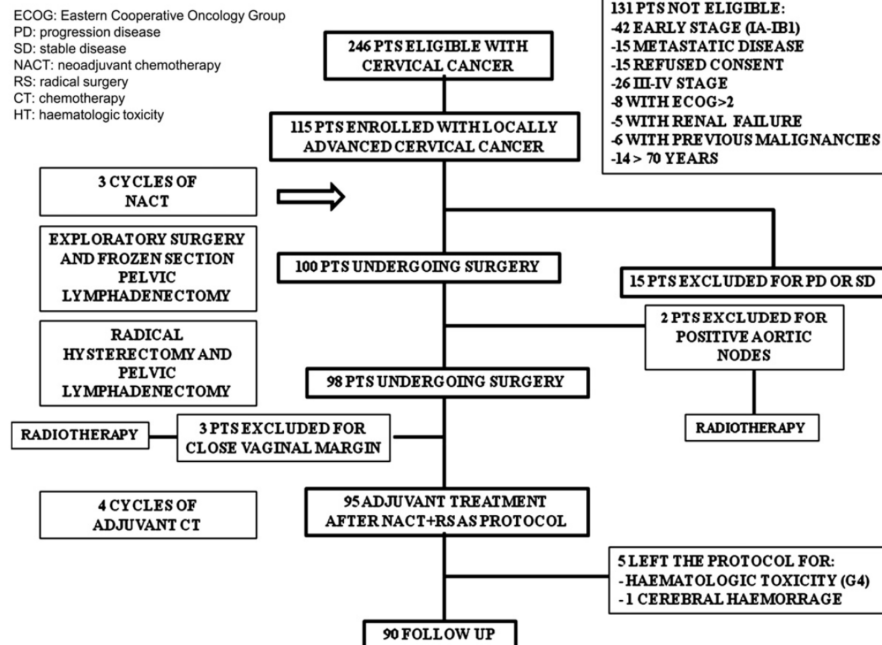 ECOG: Eastern Cooperative Oncology Group
PD: progression disease
SD: stable disease
NACT: neoadjuvant chemotherapy
RS: radical surgery
CT: chemotherapy
HT: haematologic toxicity
246 PTS ELIGIBLE WITH
CERVICAL CANCER
131 PTS NOT ELIGIBLE:
-42 EARLY STAGE (IA-IB1)
-15 METASTATIC DISEASE
-15 REFUSED CONSENT
-26 III-IV STAGE
-8 WITH ECOG>2
-5 WITH RENAL FAILURE
-6 WITH PREVIOUS MALIGNANCIES
-14 > 70 YEARS
115 PTS ENROLLED WITH LOCALLY
ADVANCED CERVICAL CANCER
3 CYCLES OF
NACT
EXPLORATORY SURGERY
AND FROZEN SECTION
PELVIC
LYMPHADENECTOMY
100 PTS UNDERGOING SURGERY
15 PTS EXCLUDED FOR PD OR SD
2 PTS EXCLUDED FOR
POSITIVE AORTIC
NODES
RADICAL
HYSTERECTOMY AND
PELVIC
LYMPHADENECTOMY
98 PTS UNDERGOING SURGERY
RADIOTHERAPY
RADIOTHERAPY
3 PTS EXCLUDED FOR
CLOSE VAGINAL MARGIN
4 CYCLES OF
ADJUVANT CT
95 ADJUVANT TREATMENT
AFTER NACT+RS AS PROTOCOL
5 LEFT THE PROTOCOL FOR:
- HAEMATOLOGIC TOXICITY (G4)
- 1 CEREBRAL HAEMORRAGE
90 FOLLOW UP